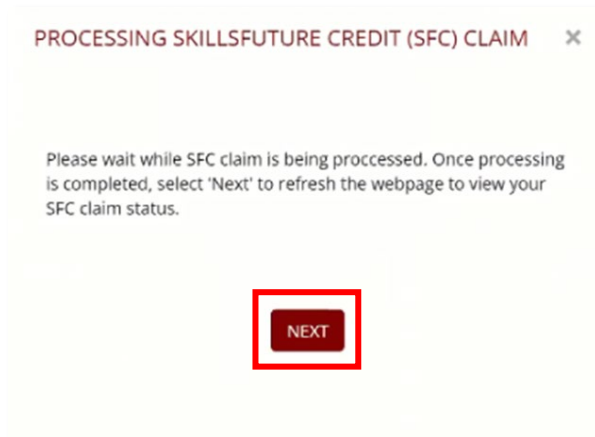 PROCESSING SKILLSFUTURE CREDIT (SFC) CLAIM ×
Please wait while SFC claim is being proccessed. Once processing
is completed, select 'Next' to refresh the webpage to view your
SFC claim status.
NEXT